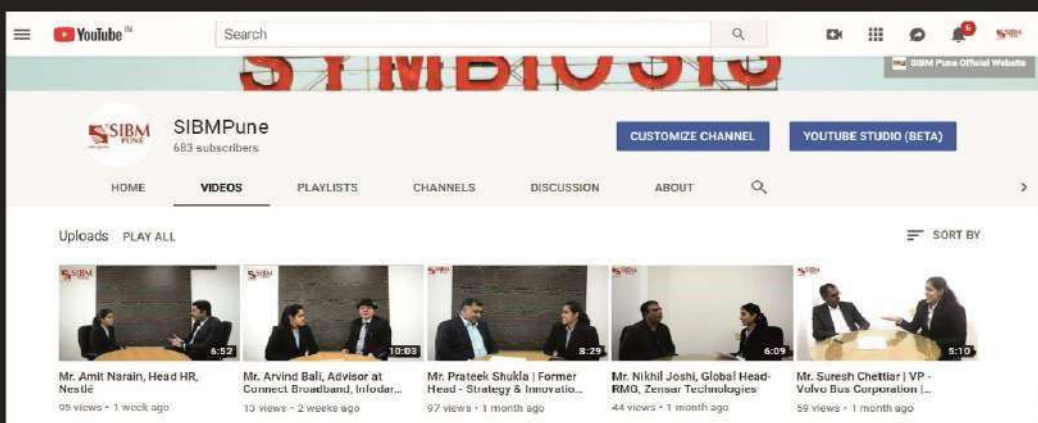 YouTube IN
Search
6
SYMBIOSIS
SIBM Pune Official Website
SIBM
PUNE
SIBMPune
683 subscribers
CUSTOMIZE CHANNEL
YOUTUBE STUDIO (BETA)
HOME VIDEOS PLAYLISTS CHANNELS DISCUSSION ABOUT
Uploads PLAY ALL
SORT BY
6:52
10:03
8:29
6:09
5:10
Mr. Amit Narain, Head HR,
Nestlé
95 views • 1 week ago
Mr. Arvind Bali, Advisor at
Connect Broadband, Infodar...
13 views • 2 weeks ago
Mr. Prateek Shukla | Former
Head - Strategy & Innovatio...
97 views • 1 month ago
Mr. Nikhil Joshi, Global Head-
RMG, Zensar Technologies
44 views • 1 month ago
Mr. Suresh Chettiar | VP -
Volvo Bus Corporation |...
59 views • 1 month ago